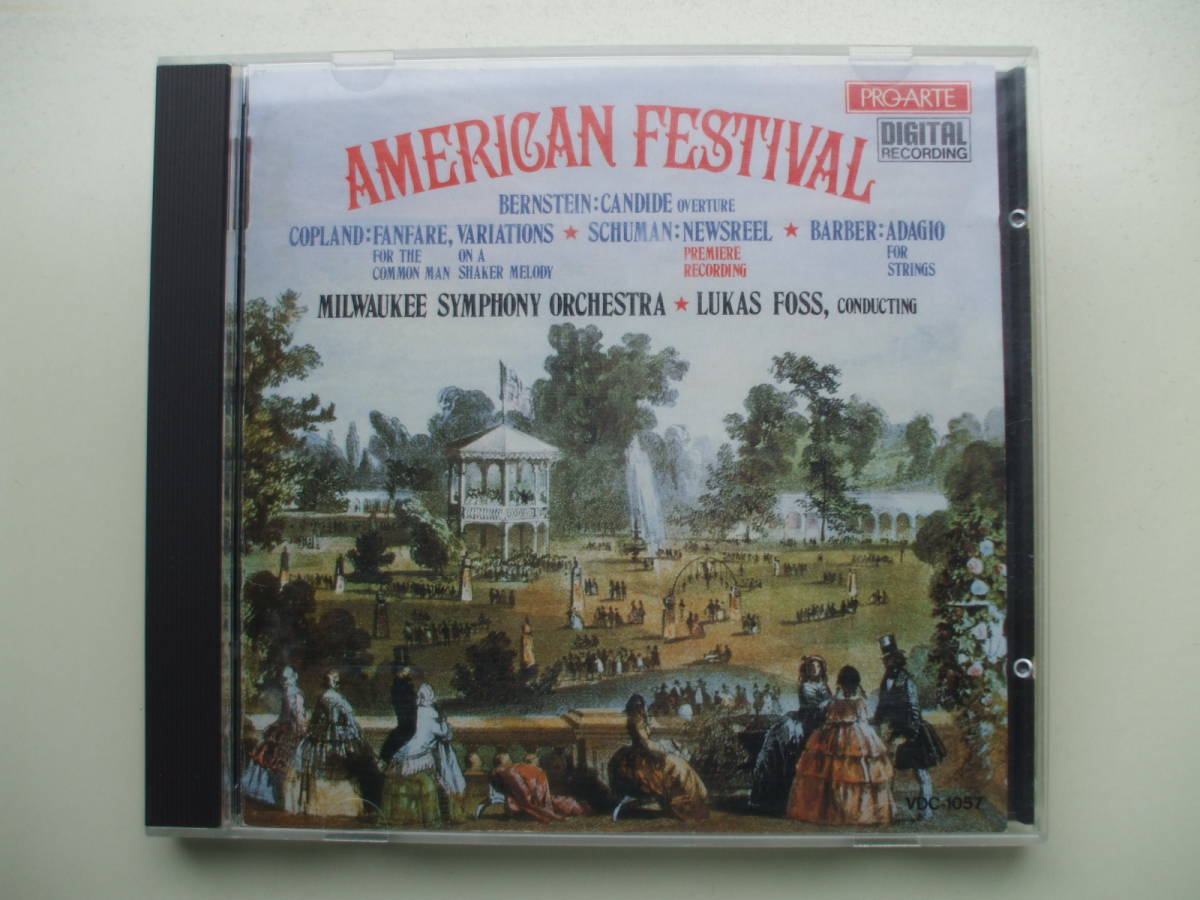 PRO-ARTE
DIGITAL
RECORDING
AMERICAN FESTIVAL
BERNSTEIN: CANDIDE OVERTURE
COPLAND: FANFARE, VARIATIONS ★ SCHUMAN: NEWSREEL ★ BARBER: ADAGIO
FOR THE ON A PREMIERE FOR
COMMON MAN SHAKER MELODY RECORDING STRINGS
MILWAUKEE SYMPHONY ORCHESTRA ★ LUKAS FOSS, CONDUCTING
VDC-1057